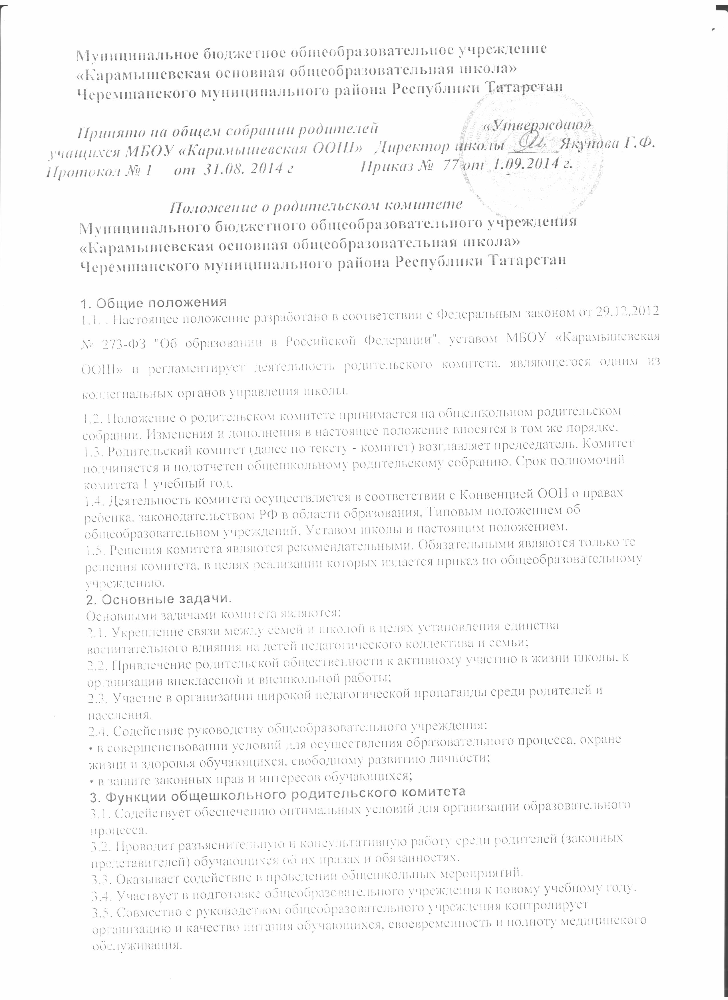 Муниципальное бюджетное общеобразовательное учреждение
«Карамышевская основная общеобразовательная школа»
Черемшанского муниципального района Республики Татарстан
Принято на общем собрании родителей «Утверждаю»
учащихся МБОУ «Карамышевская ООШ» Директор школы ______ Якупова Г.Ф.
Протокол № 1 от 31.08. 2014 г Приказ № 77 от 1.09.2014 г.
Положение о родительском комитете
Муниципального бюджетного общеобразовательного учреждения
«Карамышевская основная общеобразовательная школа»
Черемшанского муниципального района Республики Татарстан
1. Общие положения
1.1. . Настоящее положение разработано в соответствии с Федеральным законом от 29.12.2012
№ 273-ФЗ "Об образовании в Российской Федерации", уставом МБОУ «Карамышевская
ООШ» и регламентирует деятельность родительского комитета, являющегося одним из
коллегиальных органов управления школы.
1.2. Положение о родительском комитете принимается на общешкольном родительском
собрании. Изменения и дополнения в настоящее положение вносятся в том же порядке.
1.3. Родительский комитет (далее по тексту - комитет) возглавляет председатель. Комитет
подчиняется и подотчетен общешкольному родительскому собранию. Срок полномочий
комитета 1 учебный год.
1.4. Деятельность комитета осуществляется в соответствии с Конвенцией ООН о правах
ребенка, законодательством РФ в области образования, Типовым положением об
общеобразовательном учреждений, Уставом школы и настоящим положением.
1.5. Решения комитета являются рекомендательными. Обязательными являются только те
решения комитета, в целях реализации которых издается приказ по общеобразовательному
учреждению.
2. Основные задачи.
Основными задачами комитета являются:
2.1. Укрепление связи между семей и школой в целях установления единства
воспитательного влияния на детей педагогического коллектива и семьи;
2.2. Привлечение родительской общественности к активному участию в жизни школы, к
организации внеклассной и внешкольной работы;
2.3. Участие в организации широкой педагогической пропаганды среди родителей и
населения.
2.4. Содействие руководству общеобразовательного учреждения:
• в совершенствовании условий для осуществления образовательного процесса, охране
жизни и здоровья обучающихся, свободному развитию личности;
• в защите законных прав и интересов обучающихся;
3. Функции общешкольного родительского комитета
3.1. Содействует обеспечению оптимальных условий для организации образовательного
процесса.
3.2. Проводит разъяснительную и консультативную работу среди родителей (законных
представителей) обучающихся об их правах и обязанностях.
3.3. Оказывает содействие в проведении общешкольных мероприятий.
3.4. Участвует в подготовке общеобразовательного учреждения к новому учебному году.
3.5. Совместно с руководством общеобразовательного учреждения контролирует
организацию и качество питания обучающихся, своевременность и полноту медицинского
обслуживания.